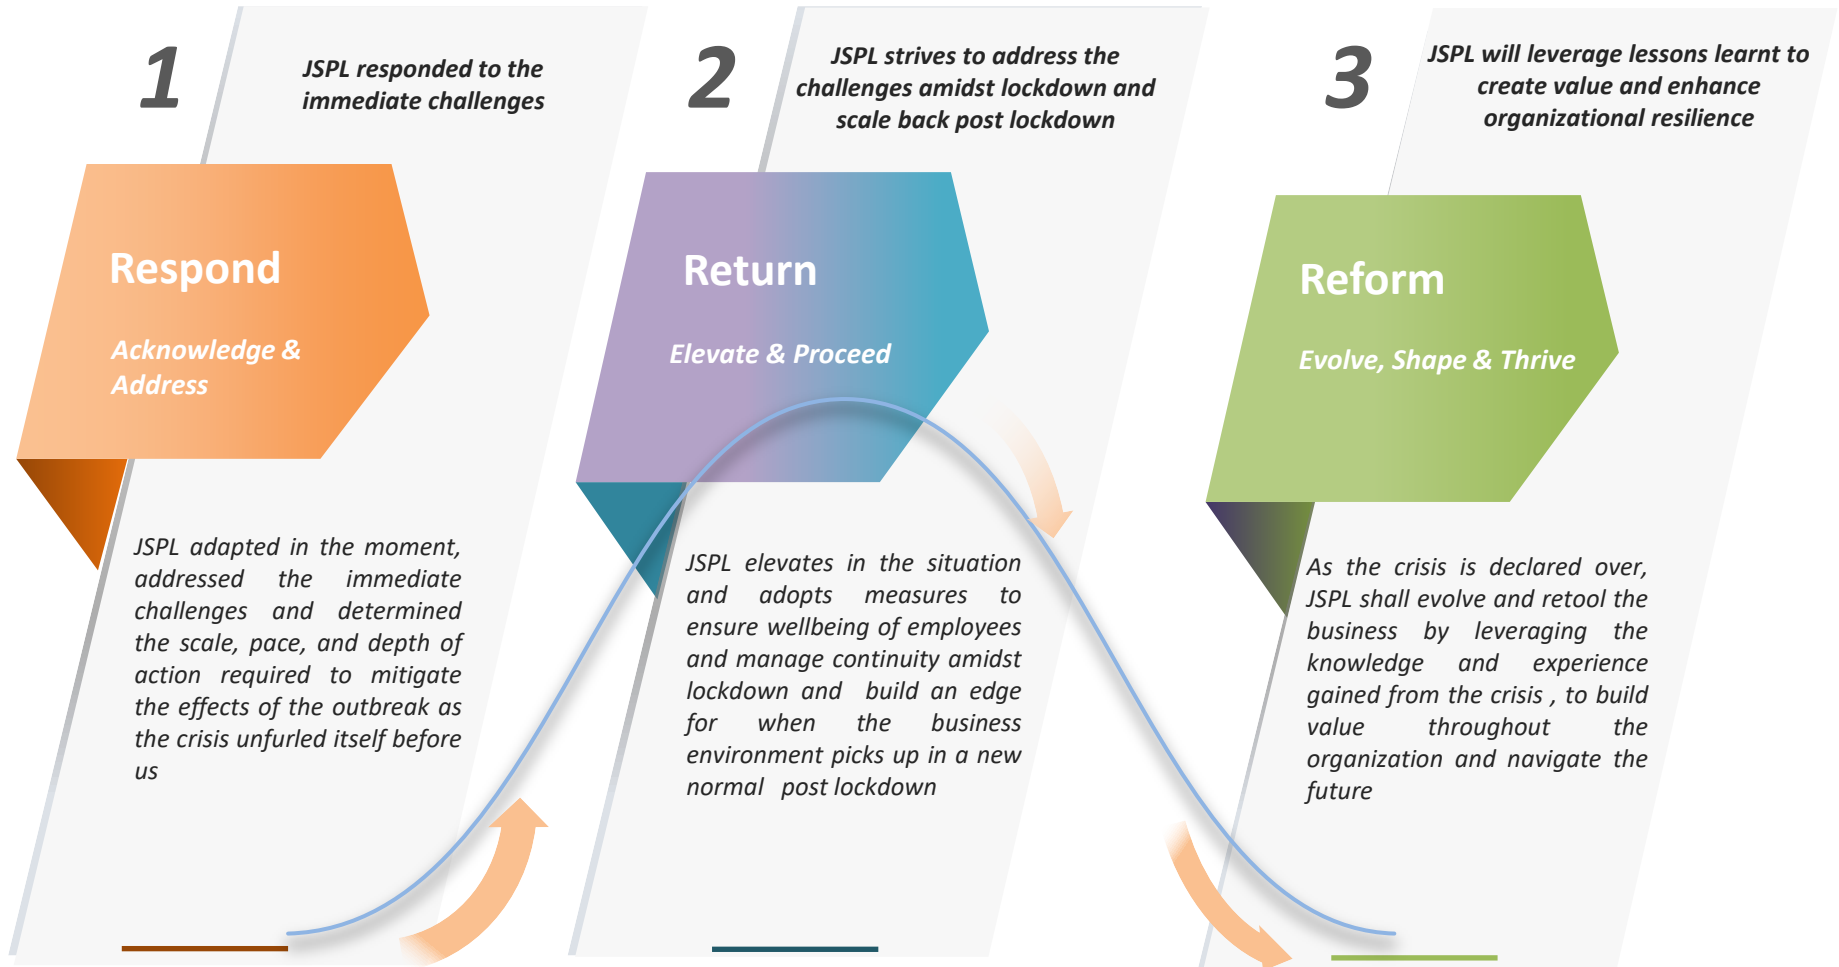 1
JSPL responded to the
immediate challenges
Respond
Acknowledge &
Address
JSPL adapted in the moment,
addressed the immediate
challenges and determined
the scale, pace, and depth of
action required to mitigate
the effects of the outbreak as
the crisis unfurled itself before
us
2
JSPL strives to address the
challenges amidst lockdown and
scale back post lockdown
Return
Elevate & Proceed
JSPL elevates in the situation
and adopts measures to
ensure wellbeing of employees
and manage continuity amidst
lockdown and build an edge
for when the business
environment picks up in a new
normal post lockdown
3
JSPL will leverage lessons learnt to
create value and enhance
organizational resilience
Reform
Evolve, Shape & Thrive
As the crisis is declared over,
JSPL shall evolve and retool the
business by leveraging the
knowledge and experience
gained from the crisis , to build
value throughout the
organization and navigate the
future